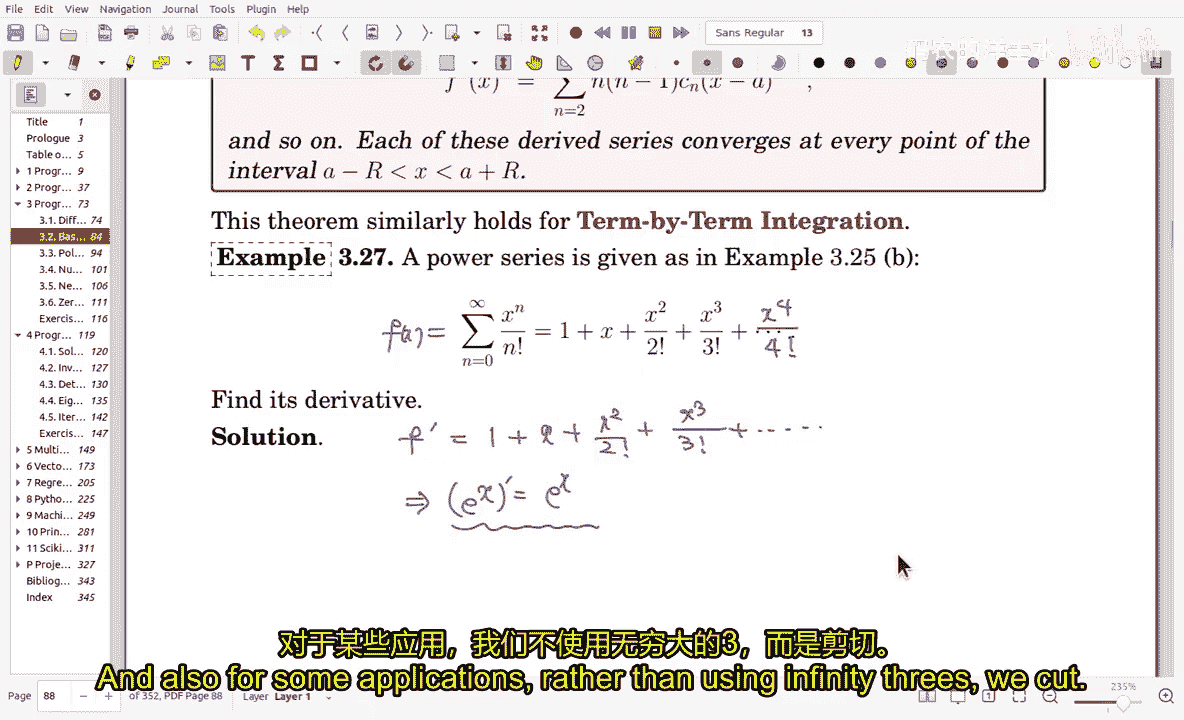 File Edit View Navigation Journal Tools Plugin Help
Sans Regular 13
Title 1
Prologue 3
Table o... 5
1 Progr... 9
2 Progr... 37
3 Progr... 73
3.1. Diff... 74
3.2. Bas... 84
3.3. Pol... 94
3.4. Nu... 101
3.5. Ne... 106
3.6. Zer... 111
Exercis... 116
4 Progr... 119
4.1. Sol... 120
4.2. Inv... 127
4.3. Det... 130
4.4. Eig... 135
4.5. Iter... 142
Exercis... 147
5 Multi... 149
6 Vecto... 173
7 Regre... 205
8 Pytho... 225
9 Machi... 249
10 Prin... 281
11 Sciki... 311
P Proje... 327
Bibliog... 343
Index 345
n=2
and so on. Each of these derived series converges at every point of the
interval a − R < x < a + R.
This theorem similarly holds for Term-by-Term Integration.
Example 3.27. A power series is given as in Example 3.25 (b):
f(x) = ∑_{n=0}^{∞} x^n/n! = 1 + x + x^2/2! + x^3/3! + x^4/4! ...
Find its derivative.
Solution. f' = 1 + x + x^2/2! + x^3/3! + ......
⇒ (e^x)' = e^x
对于某些应用，我们不使用无穷大的3，而是剪切。
And also for some applications, rather than using infinity threes, we cut.
Page 88 of 352, PDF Page 88 Layer Layer 1 235%